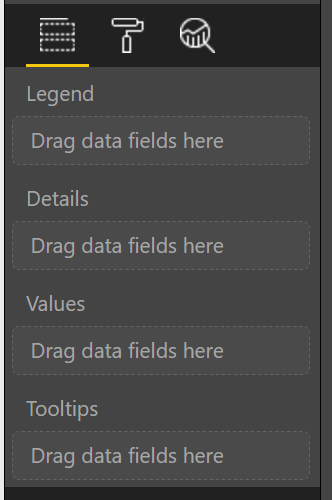 Legend
Drag data fields here
Details
Drag data fields here
Values
Drag data fields here
Tooltips
Drag data fields here